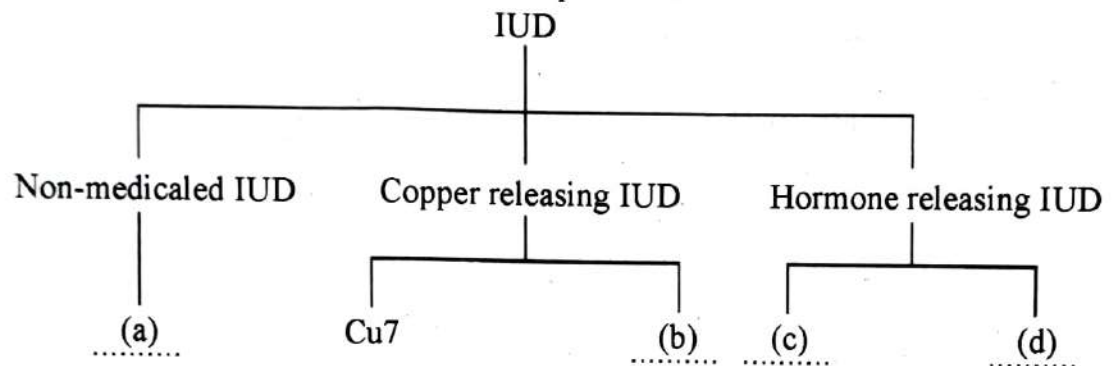 IUD
Non-medicaled IUD Copper releasing IUD Hormone releasing IUD
(a) Cu7 (b) (c) (d)